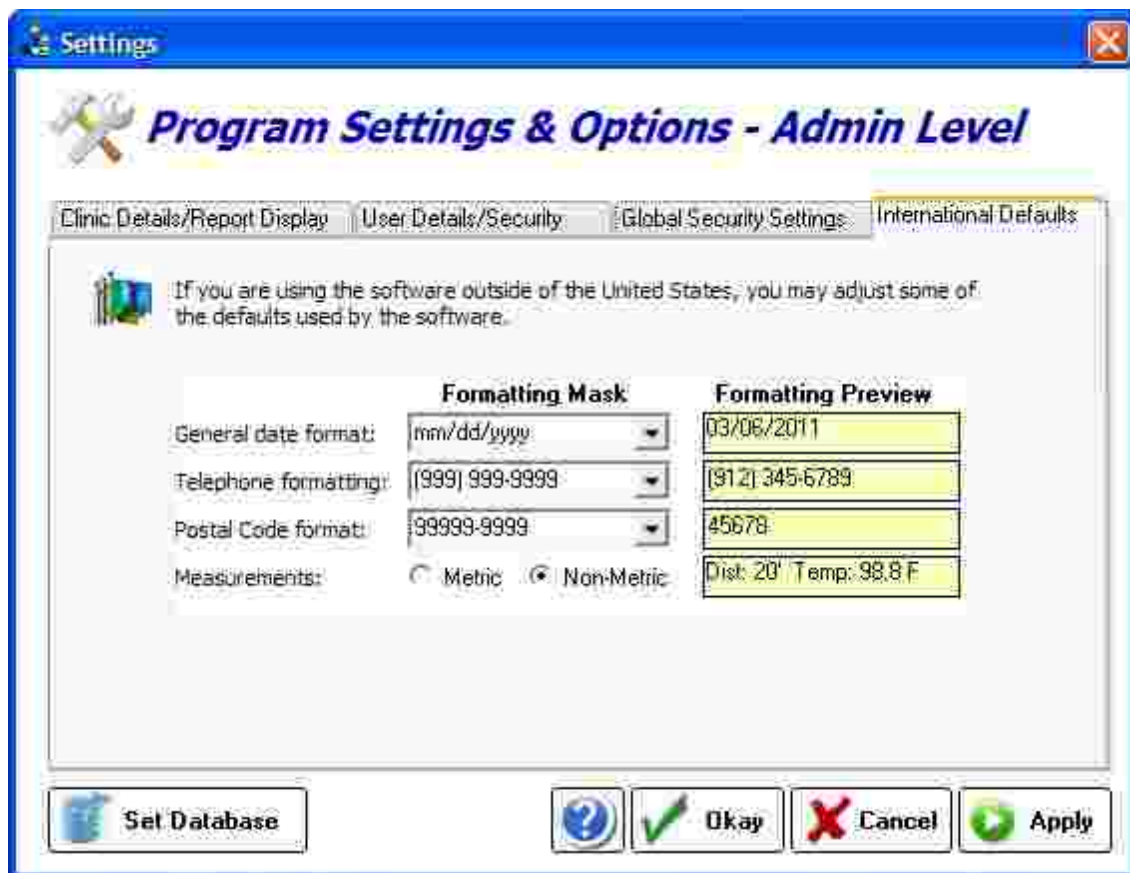 Settings
Program Settings & Options - Admin Level
Clinic Details/Report Display User Details/Security Global Security Settings International Defaults
If you are using the software outside of the United States, you may adjust some of
the defaults used by the software.
Formatting Mask Formatting Preview
General date format: mm/dd/yyyy 03/06/2011
Telephone formatting: (999) 999-9999 (912) 345-6789
Postal Code format: 99999-9999 45678
Measurements: Metric Non-Metric Dist: 20' Temp: 98.8 F
Set Database ? Okay Cancel Apply